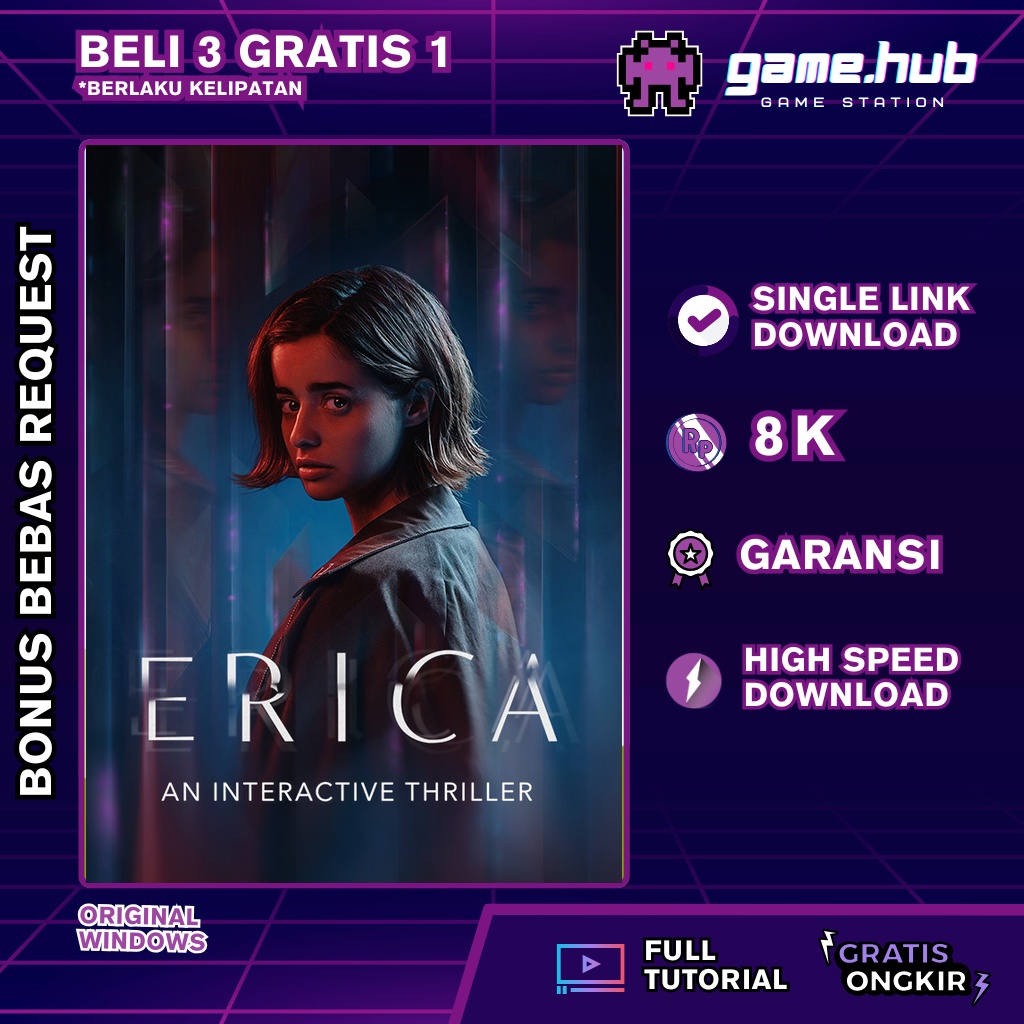 BELI 3 GRATIS 1
*BERLAKU KELIPATAN
game.hub
GAME STATION
BONUS BEBAS REQUEST
ERICA
AN INTERACTIVE THRILLER
SINGLE LINK
DOWNLOAD
RP
8K
GARANSI
HIGH SPEED
DOWNLOAD
ORIGINAL
WINDOWS
FULL
TUTORIAL
GRATIS
ONGKIR